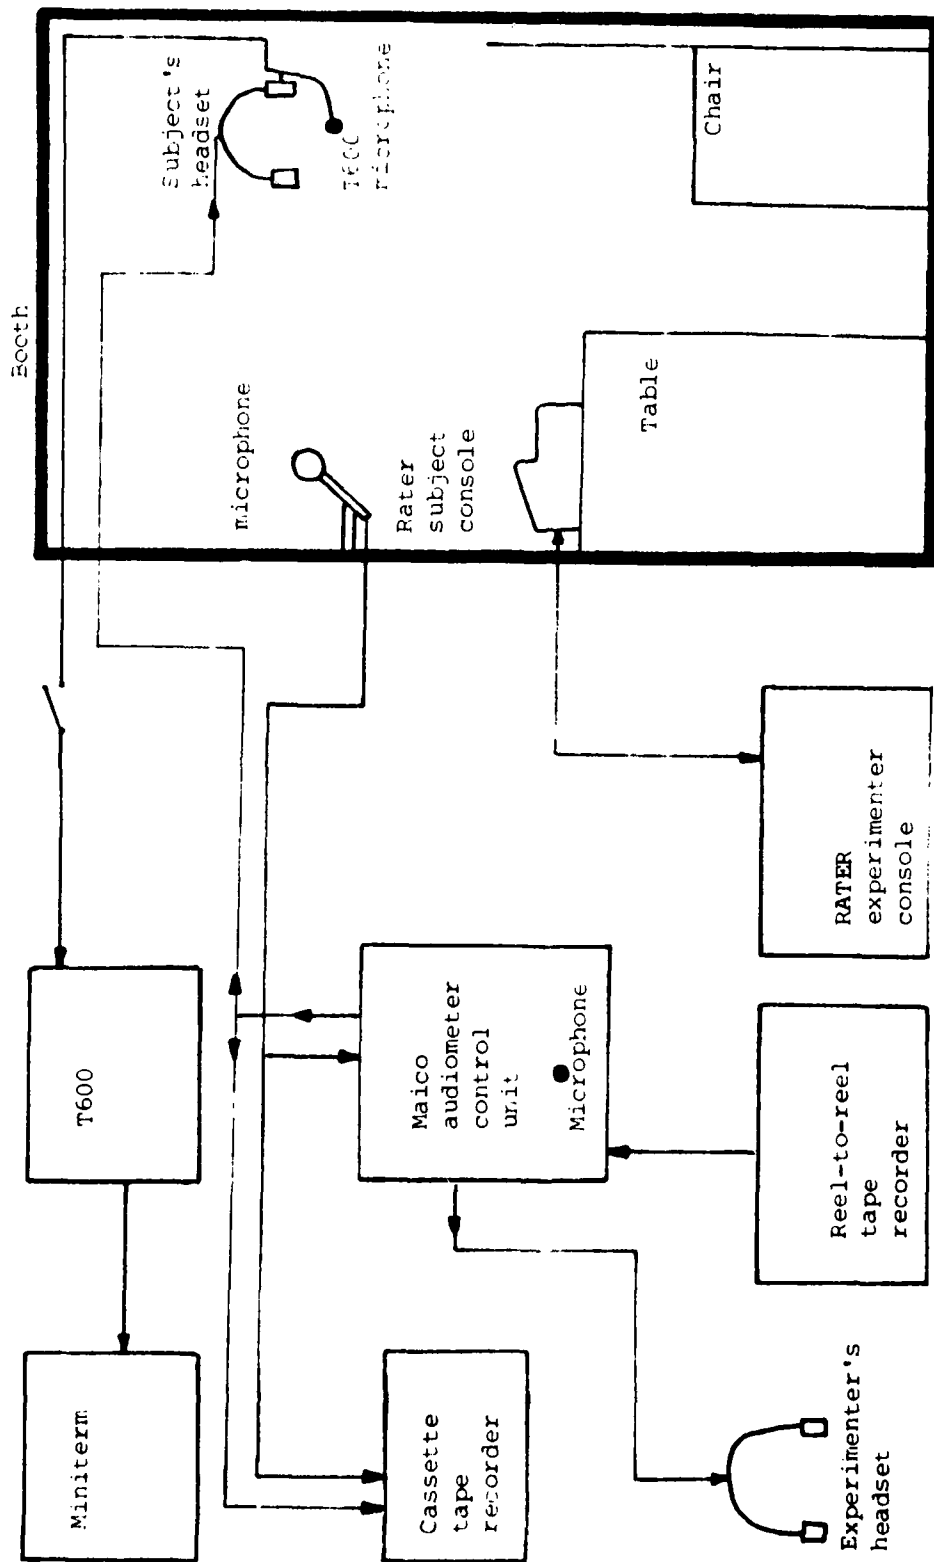 Booth
Subject's
headset
T600
microphone
microphone
Rater
subject
console
Chair
Table
T600
Miniterm
Maico
audiometer
control
unit
Microphone
Cassette
tape
recorder
RATER
experimenter
console
Reel-to-reel
tape
recorder
Experimenter's
headset